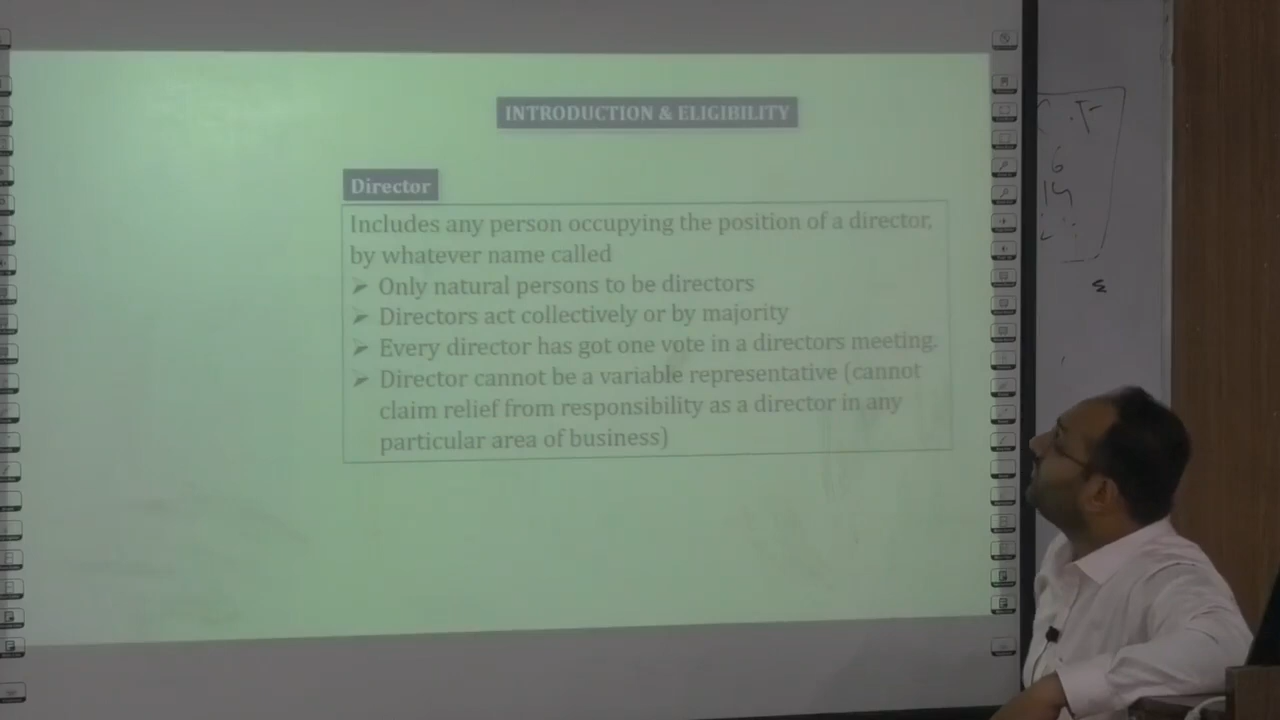 INTRODUCTION & ELIGIBILITY
Director
Includes any person occupying the position of a director,
by whatever name called
➢ Only natural persons to be directors
➢ Directors act collectively or by majority
➢ Every director has got one vote in a directors meeting.
➢ Director cannot be a variable representative (cannot
claim relief from responsibility as a director in any
particular area of business)
6